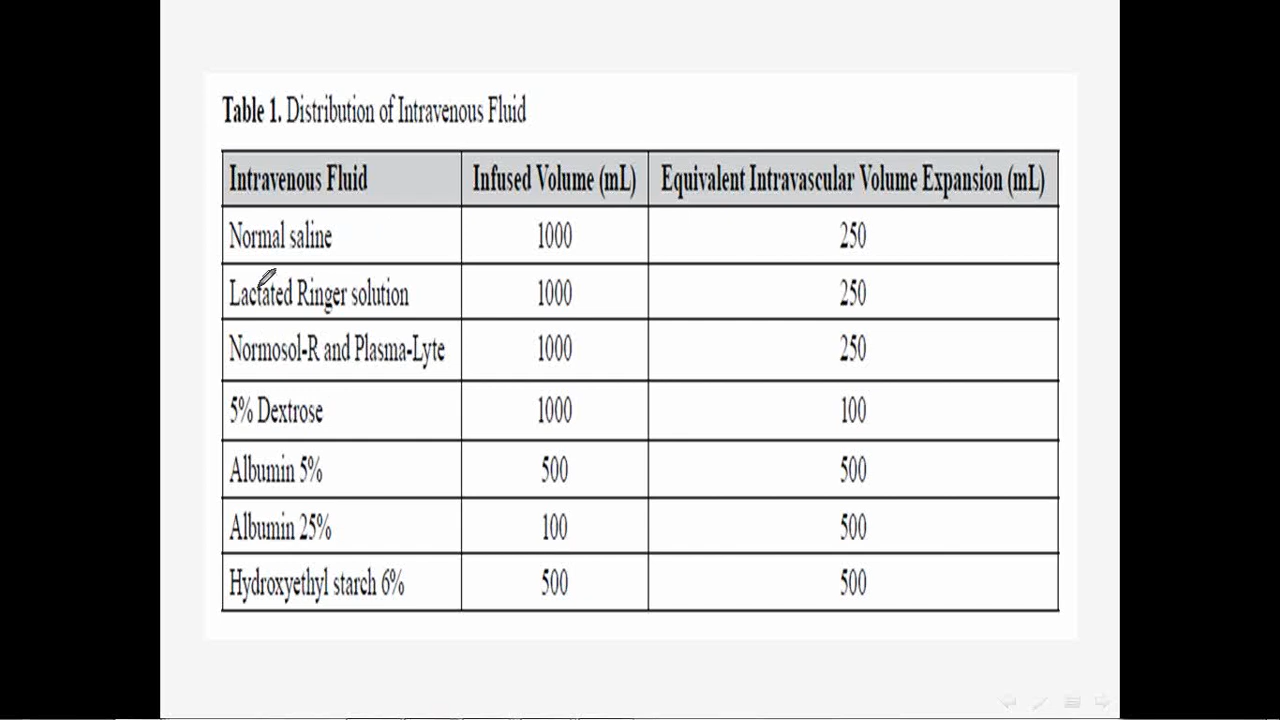 Table 1. Distribution of Intravenous Fluid
Intravenous Fluid Infused Volume (mL) Equivalent Intravascular Volume Expansion (mL)
Normal saline 1000 250
Lactated Ringer solution 1000 250
Normosol-R and Plasma-Lyte 1000 250
5% Dextrose 1000 100
Albumin 5% 500 500
Albumin 25% 100 500
Hydroxyethyl starch 6% 500 500